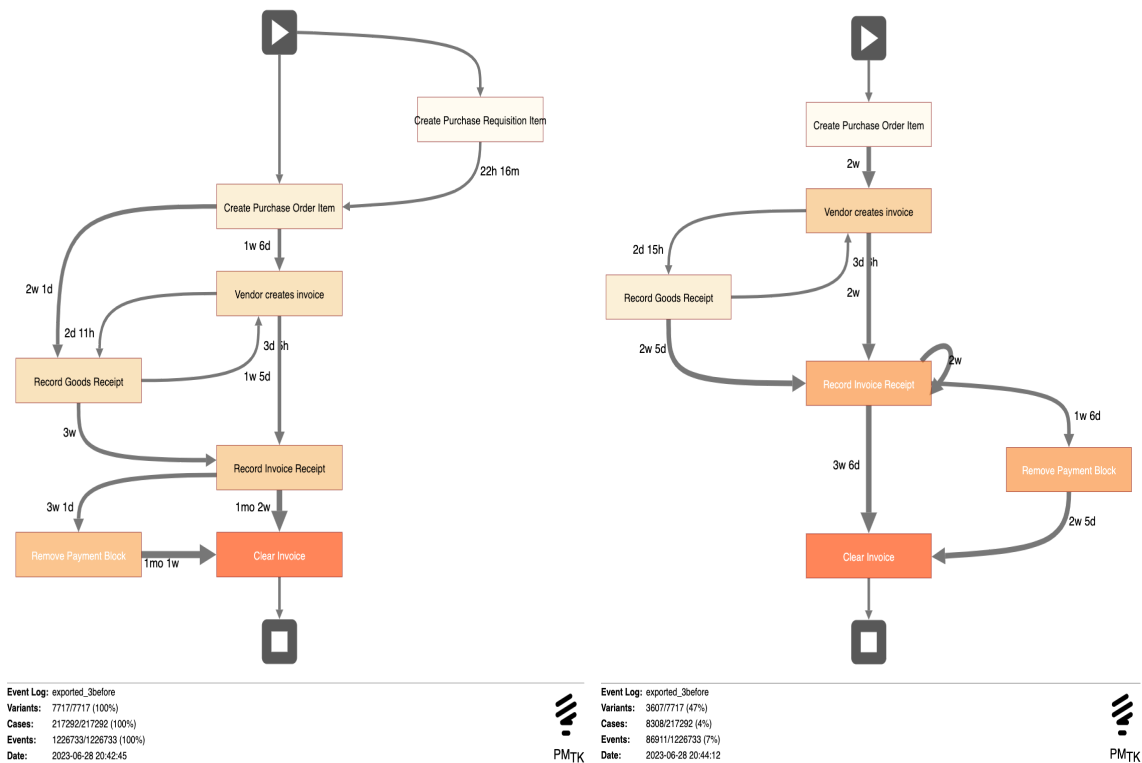 Create Purchase Requisition Item
22h 16m
Create Purchase Order Item
1w 6d
2w 1d
Vendor creates invoice
2d 11h
3d 5h
1w 5d
Record Goods Receipt
3w
Record Invoice Receipt
3w 1d
1mo 2w
Remove Payment Block
1mo 1w
Clear Invoice
Event Log: exported_3before
Variants: 7717/7717 (100%)
Cases: 217292/217292 (100%)
Events: 1226733/1226733 (100%)
Date: 2023-06-28 20:42:45
PMTK
Create Purchase Order Item
2w
Vendor creates invoice
2d 15h
3d 6h
2w
Record Goods Receipt
2w 5d
Record Invoice Receipt
2w
1w 6d
3w 6d
Remove Payment Block
2w 5d
Clear Invoice
Event Log: exported_3before
Variants: 3607/7717 (47%)
Cases: 8308/217292 (4%)
Events: 86911/1226733 (7%)
Date: 2023-06-28 20:44:12
PMTK